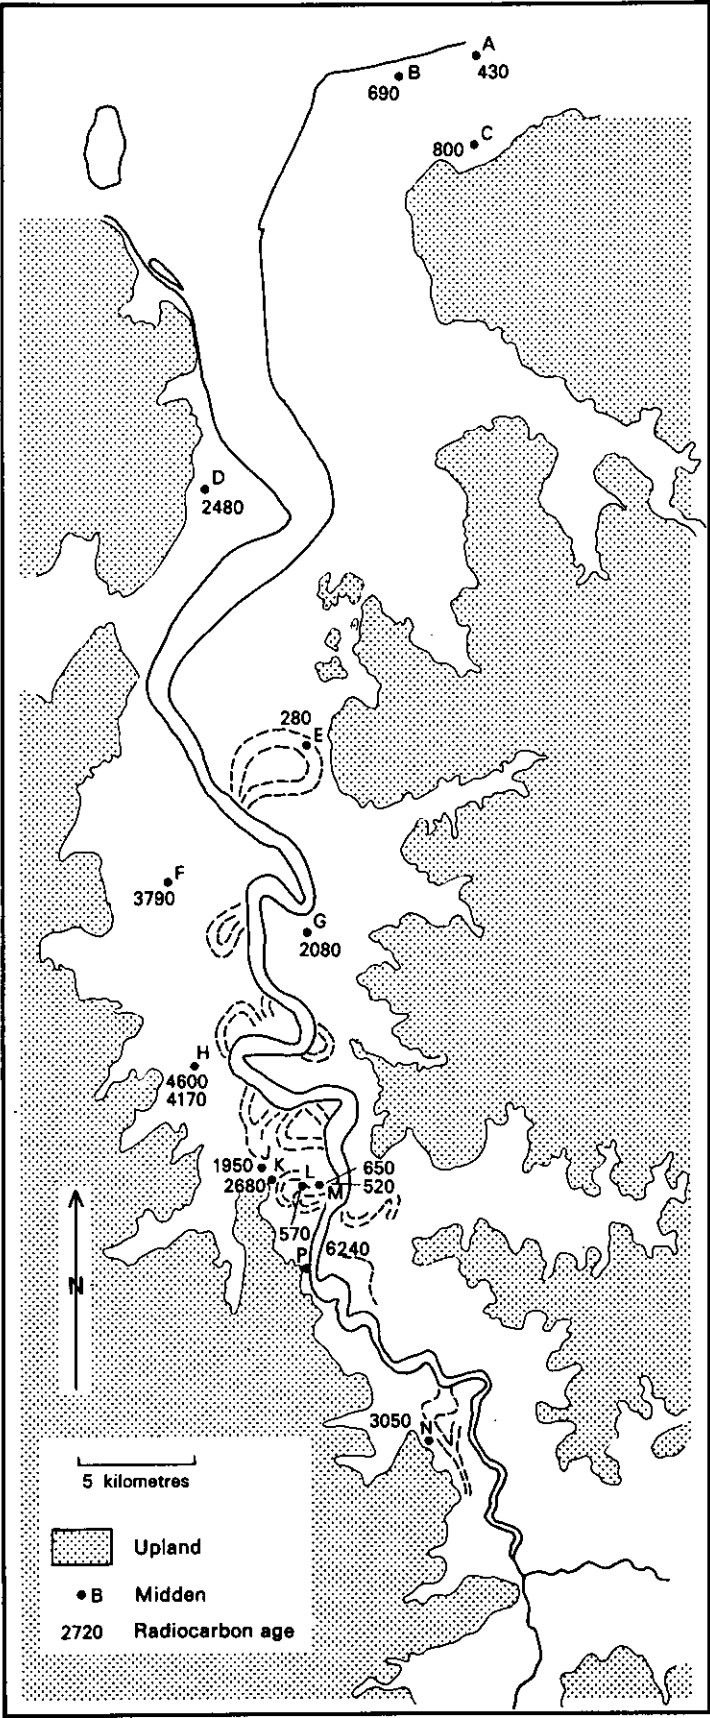 A
430
B
690
C
800
D
2480
280
E
F
3790
G
2080
H
4600
4170
J
1950
K
2680
L
650
M
520
570
6240
P
N
3050
N
5 kilometres
Upland
B Midden
2720 Radiocarbon age